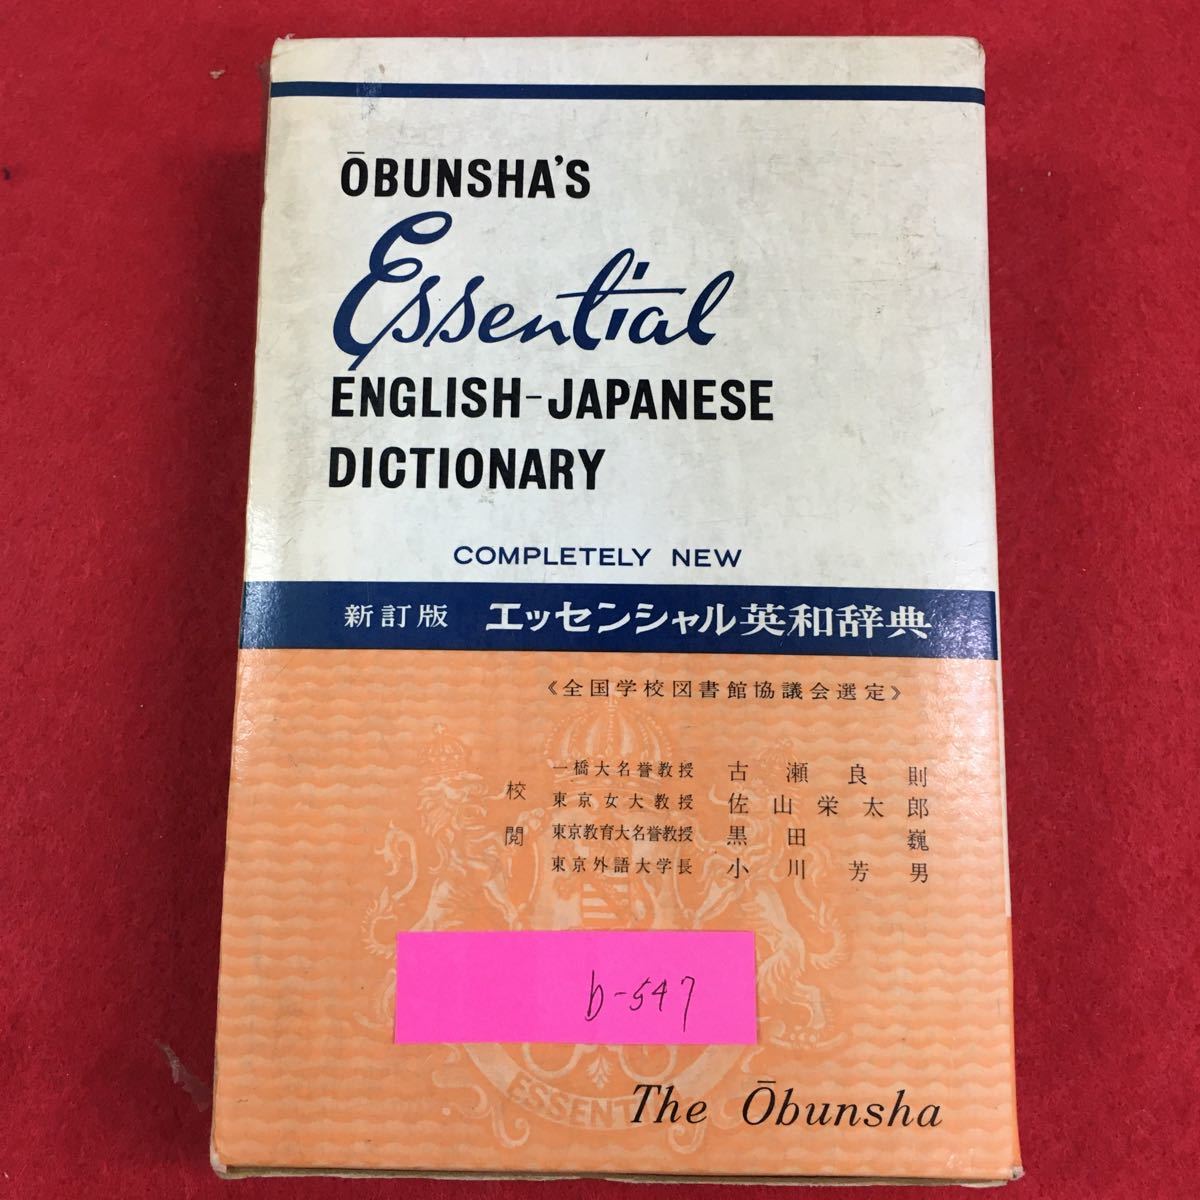 ŌBUNSHA'S
Essential
ENGLISH-JAPANESE
DICTIONARY
COMPLETELY NEW
新訂版 エッセンシャル英和辞典
《全国学校図書館協議会選定》
校閲
一橋大名誉教授 古瀬良則
東京女大教授 佐山栄太郎
東京教育大名誉教授 黒田巍
東京外語大学長 小川芳男
b-547
ESSENTI
The Ōbunsha